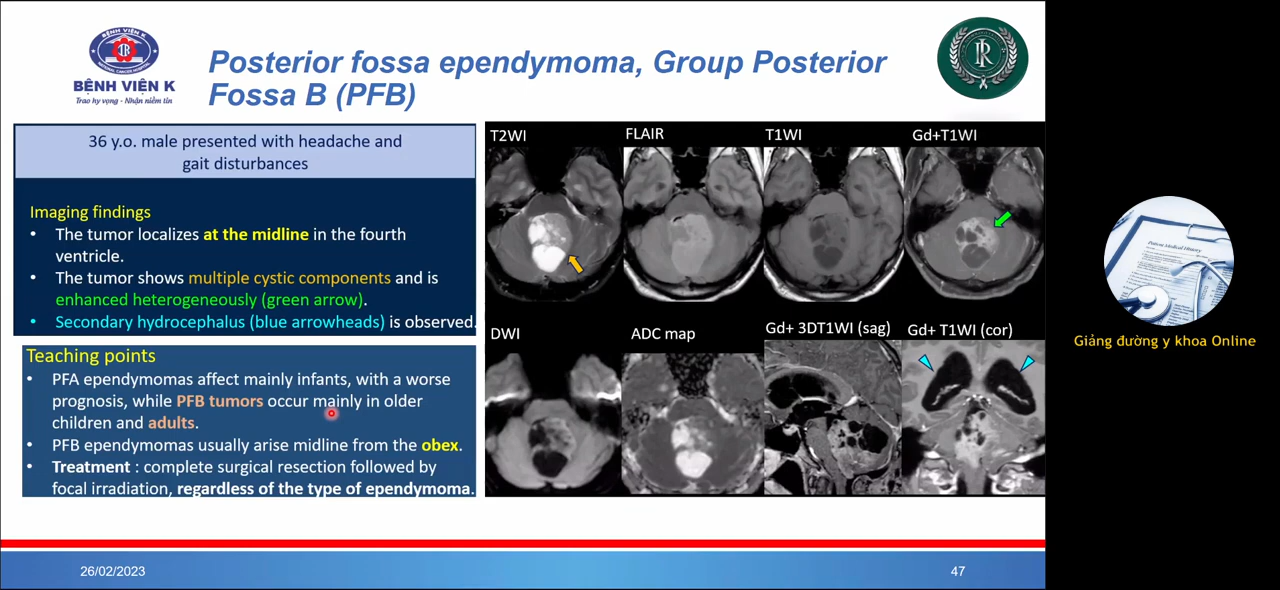 BỆNH VIỆN K
Trao hy vọng - Nhận niềm tin
Posterior fossa ependymoma, Group Posterior
Fossa B (PFB)
36 y.o. male presented with headache and
gait disturbances
Imaging findings
• The tumor localizes at the midline in the fourth
ventricle.
• The tumor shows multiple cystic components and is
enhanced heterogeneously (green arrow).
• Secondary hydrocephalus (blue arrowheads) is observed.
Teaching points
• PFA ependymomas affect mainly infants, with a worse
prognosis, while PFB tumors occur mainly in older
children and adults.
• PFB ependymomas usually arise midline from the obex.
• Treatment : complete surgical resection followed by
focal irradiation, regardless of the type of ependymoma.
T2WI
FLAIR
T1WI
Gd+T1WI
DWI
ADC map
Gd+ 3DT1WI (sag)
Gd+ T1WI (cor)
Giảng đường y khoa Online
26/02/2023
47